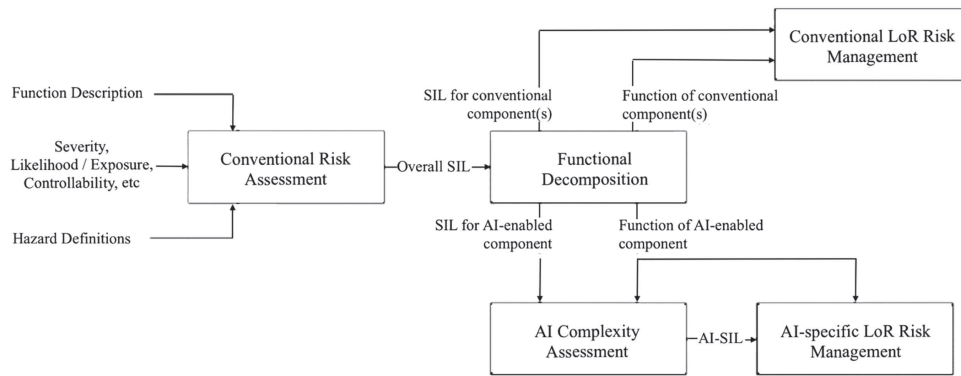 Conventional LoR Risk
Management
Function Description
SIL for conventional
component(s)
Function of conventional
component(s)
Severity,
Likelihood / Exposure,
Controllability, etc
Conventional Risk
Assessment
Overall SIL
Functional
Decomposition
Hazard Definitions
SIL for AI-enabled
component
Function of AI-enabled
component
AI Complexity
Assessment
AI-SIL
AI-specific LoR Risk
Management